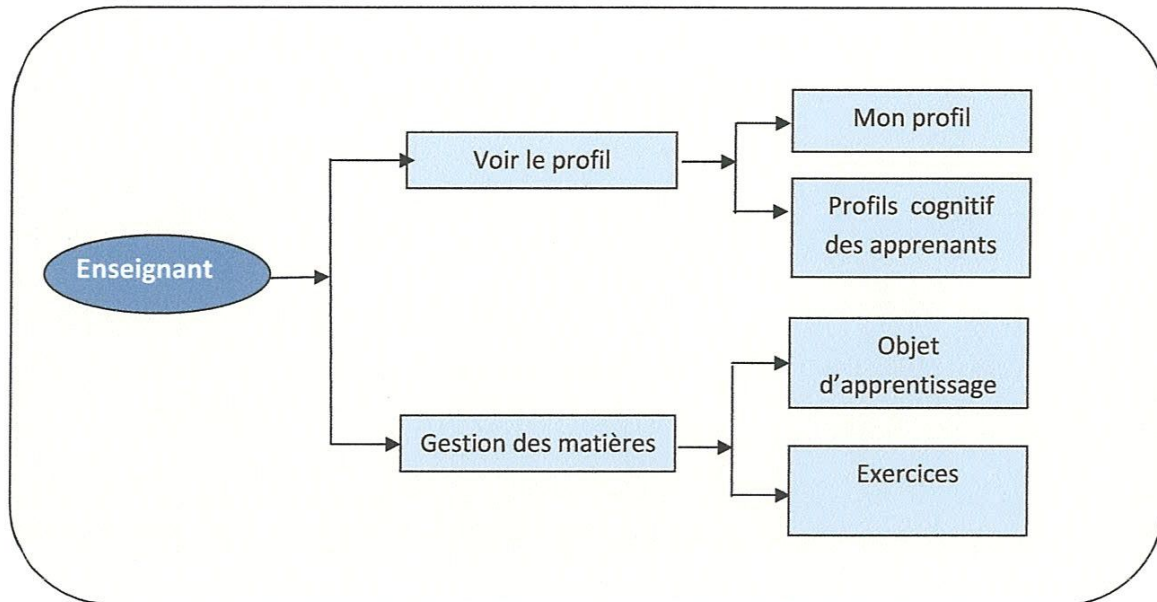 Enseignant
Voir le profil
Mon profil
Profils cognitif
des apprenants
Gestion des matières
Objet
d'apprentissage
Exercices